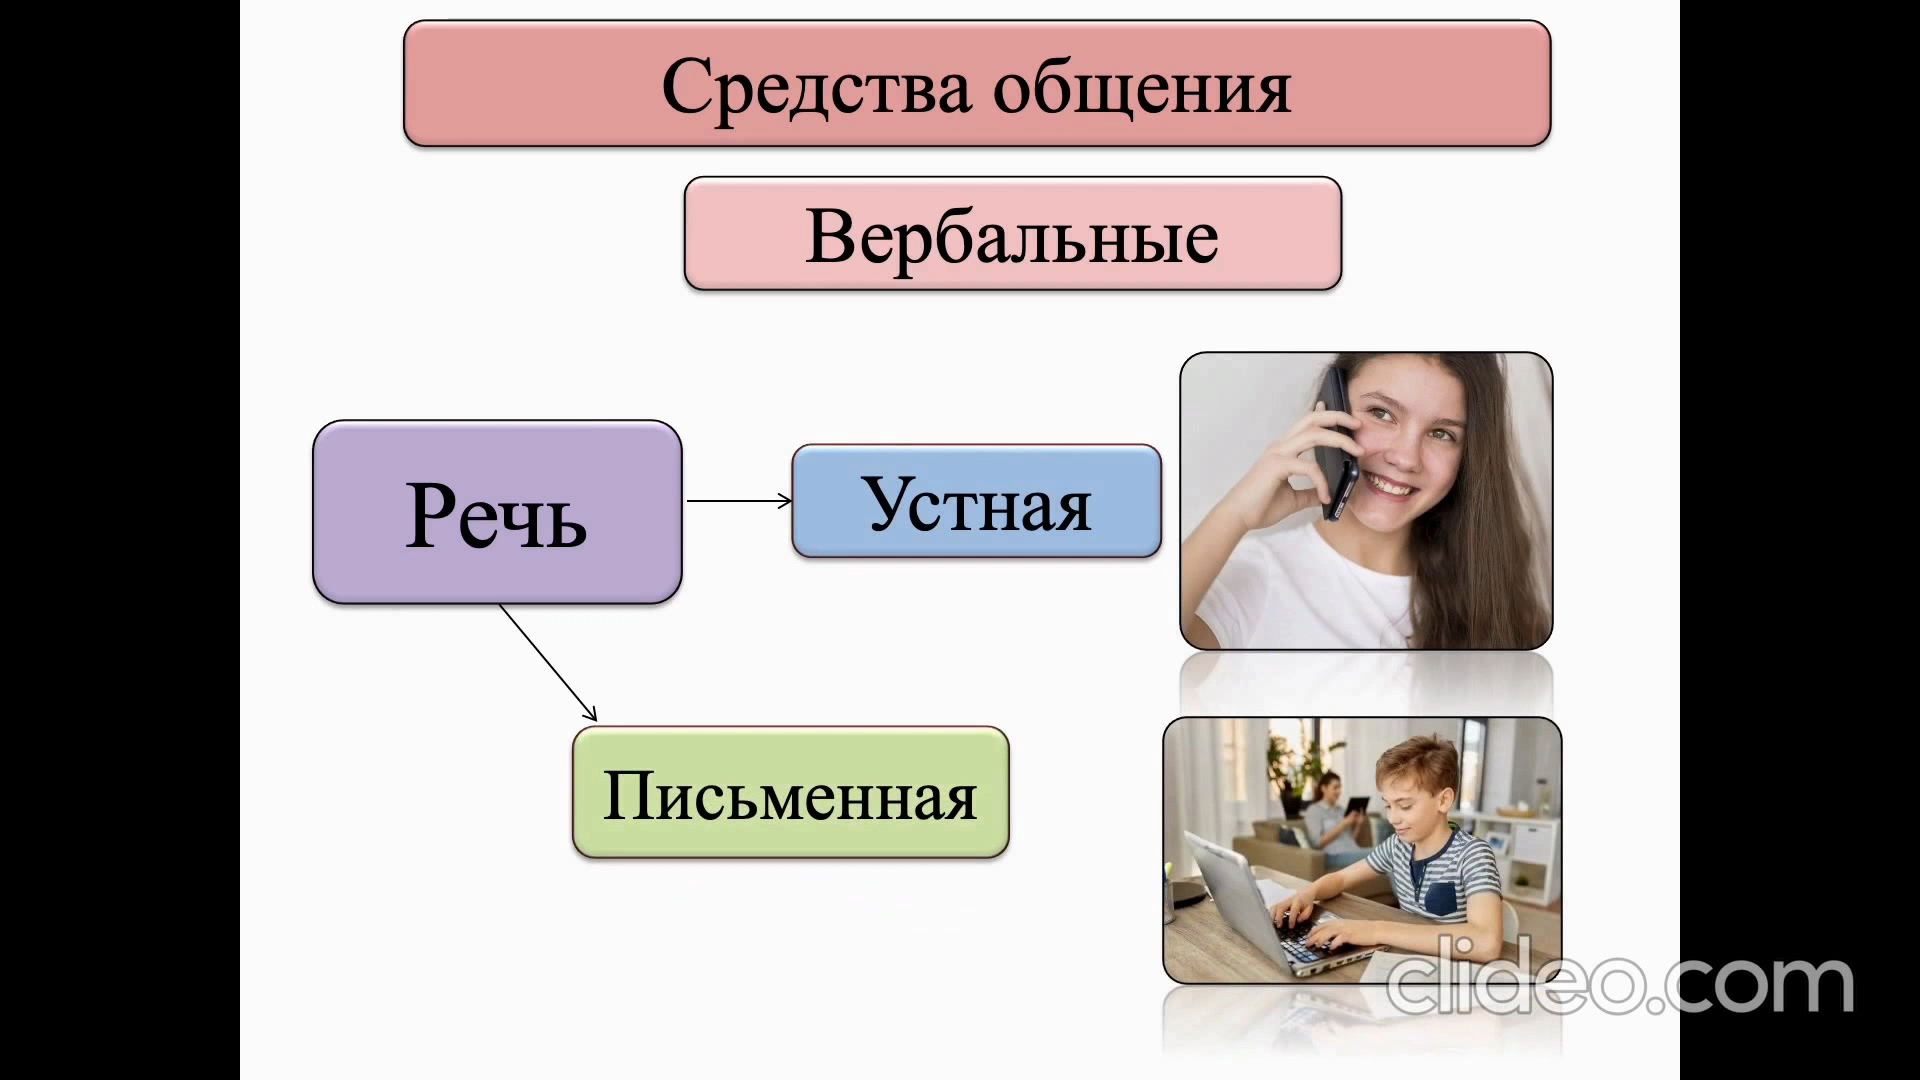 Средства общения
Вербальные
Речь
Устная
Письменная
clideo.com